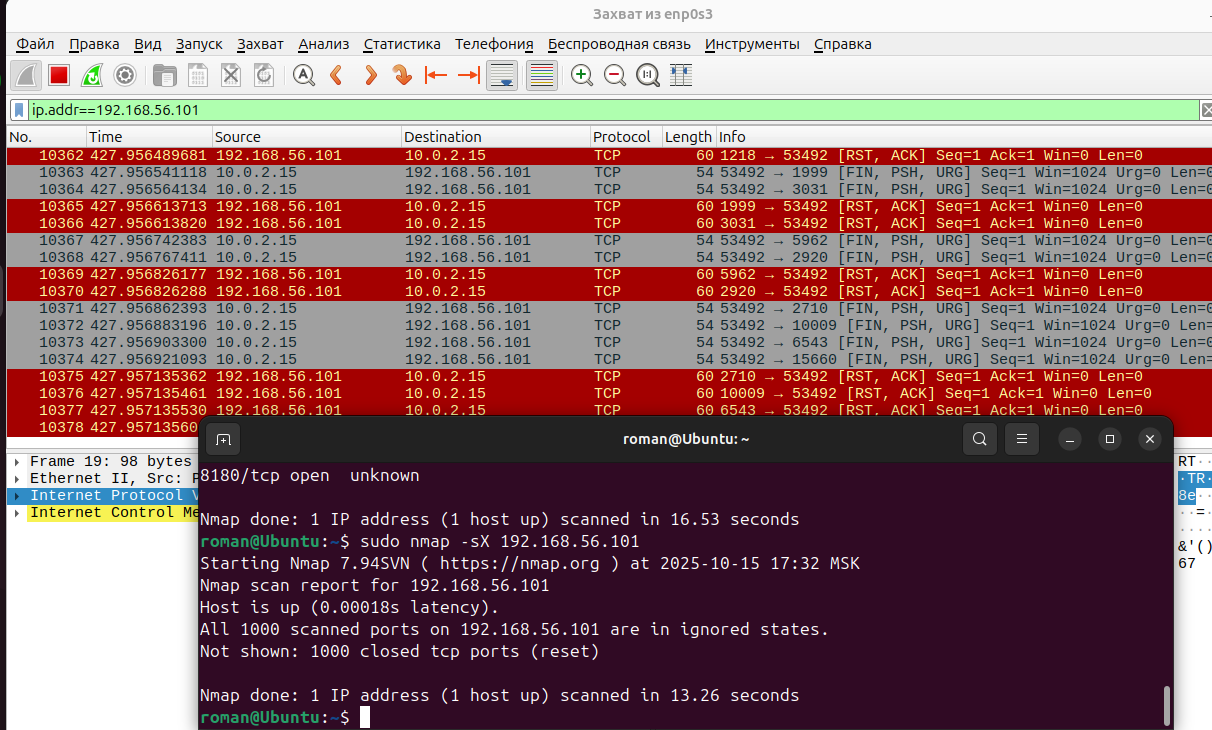 Захват из enp0s3
Файл Правка Вид Запуск Захват Анализ Статистика Телефония Беспроводная связь Инструменты Справка
ip.addr==192.168.56.101
No. Time Source Destination Protocol Length Info
10362 427.956489681 192.168.56.101 10.0.2.15 TCP 60 1218 → 53492 [RST, ACK] Seq=1 Ack=1 Win=0 Len=0
10363 427.956541118 10.0.2.15 192.168.56.101 TCP 54 53492 → 1999 [FIN, PSH, URG] Seq=1 Win=1024 Urg=0 Len=0
10364 427.956564134 10.0.2.15 192.168.56.101 TCP 54 53492 → 3031 [FIN, PSH, URG] Seq=1 Win=1024 Urg=0 Len=0
10365 427.956613713 192.168.56.101 10.0.2.15 TCP 60 1999 → 53492 [RST, ACK] Seq=1 Ack=1 Win=0 Len=0
10366 427.956613820 192.168.56.101 10.0.2.15 TCP 60 3031 → 53492 [RST, ACK] Seq=1 Ack=1 Win=0 Len=0
10367 427.956742383 10.0.2.15 192.168.56.101 TCP 54 53492 → 5962 [FIN, PSH, URG] Seq=1 Win=1024 Urg=0 Len=0
10368 427.956767411 10.0.2.15 192.168.56.101 TCP 54 53492 → 2920 [FIN, PSH, URG] Seq=1 Win=1024 Urg=0 Len=0
10369 427.956826177 192.168.56.101 10.0.2.15 TCP 60 5962 → 53492 [RST, ACK] Seq=1 Ack=1 Win=0 Len=0
10370 427.956826288 192.168.56.101 10.0.2.15 TCP 60 2920 → 53492 [RST, ACK] Seq=1 Ack=1 Win=0 Len=0
10371 427.956862393 10.0.2.15 192.168.56.101 TCP 54 53492 → 2710 [FIN, PSH, URG] Seq=1 Win=1024 Urg=0 Len=0
10372 427.956883196 10.0.2.15 192.168.56.101 TCP 54 53492 → 10009 [FIN, PSH, URG] Seq=1 Win=1024 Urg=0 Len=
10373 427.956903300 10.0.2.15 192.168.56.101 TCP 54 53492 → 6543 [FIN, PSH, URG] Seq=1 Win=1024 Urg=0 Len=0
10374 427.956921093 10.0.2.15 192.168.56.101 TCP 54 53492 → 15660 [FIN, PSH, URG] Seq=1 Win=1024 Urg=0 Len=
10375 427.957135362 192.168.56.101 10.0.2.15 TCP 60 2710 → 53492 [RST, ACK] Seq=1 Ack=1 Win=0 Len=0
10376 427.957135461 192.168.56.101 10.0.2.15 TCP 60 10009 → 53492 [RST, ACK] Seq=1 Ack=1 Win=0 Len=0
10377 427.957135530 192.168.56.101 10.0.2.15 TCP 60 6543 → 53492 [RST, ACK] Seq=1 Ack=1 Win=0 Len=0
10378 427.95713560
Frame 19: 98 bytes
Ethernet II, Src:
Internet Protocol
Internet Control Me
RT··
·TR·
8e··
··=·
····
&'()
67
roman@Ubuntu: ~
8180/tcp open  unknown
Nmap done: 1 IP address (1 host up) scanned in 16.53 seconds
roman@Ubuntu:~$ sudo nmap -sX 192.168.56.101
Starting Nmap 7.94SVN ( https://nmap.org ) at 2025-10-15 17:32 MSK
Nmap scan report for 192.168.56.101
Host is up (0.00018s latency).
All 1000 scanned ports on 192.168.56.101 are in ignored states.
Not shown: 1000 closed tcp ports (reset)
Nmap done: 1 IP address (1 host up) scanned in 13.26 seconds
roman@Ubuntu:~$